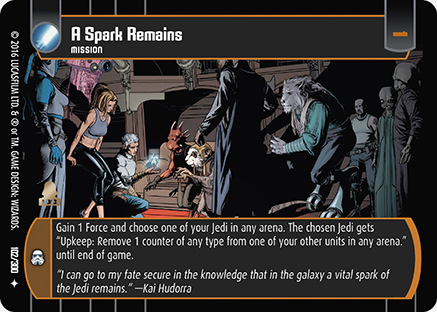 A Spark Remains
MISSION
Gain 1 Force and choose one of your Jedi in any arena. The chosen Jedi gets
"Upkeep: Remove 1 counter of any type from one of your other units in any arena."
until end of game.
"I can go to my fate secure in the knowledge that in the galaxy a vital spark of
the Jedi remains." —Kai Hudorra
© 2016 LUCASFILM LTD. & ® OR TM. GAME DESIGN: WIZARDS.
102/300